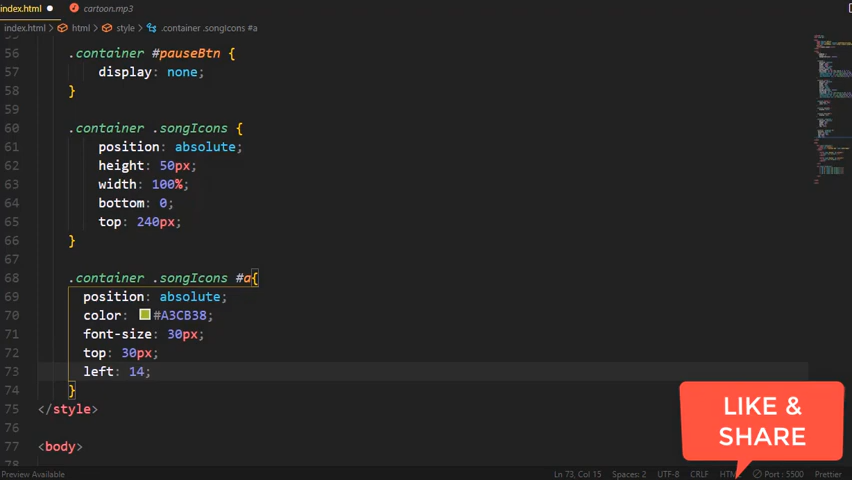 index.html cartoon.mp3
index.html html style .container .songIcons #a
56 .container #pauseBtn {
57 display: none;
58 }
59
60 .container .songIcons {
61 position: absolute;
62 height: 50px;
63 width: 100%;
64 bottom: 0;
65 top: 240px;
66 }
67
68 .container .songIcons #a{
69 position: absolute;
70 color: #A3CB38;
71 font-size: 30px;
72 top: 30px;
73 left: 14;
74 }
75 </style>
76
77 <body>
LIKE &
SHARE
Preview Available Ln 73, Col 15 Spaces: 2 UTF-8 CRLF Port : 5500 Prettier